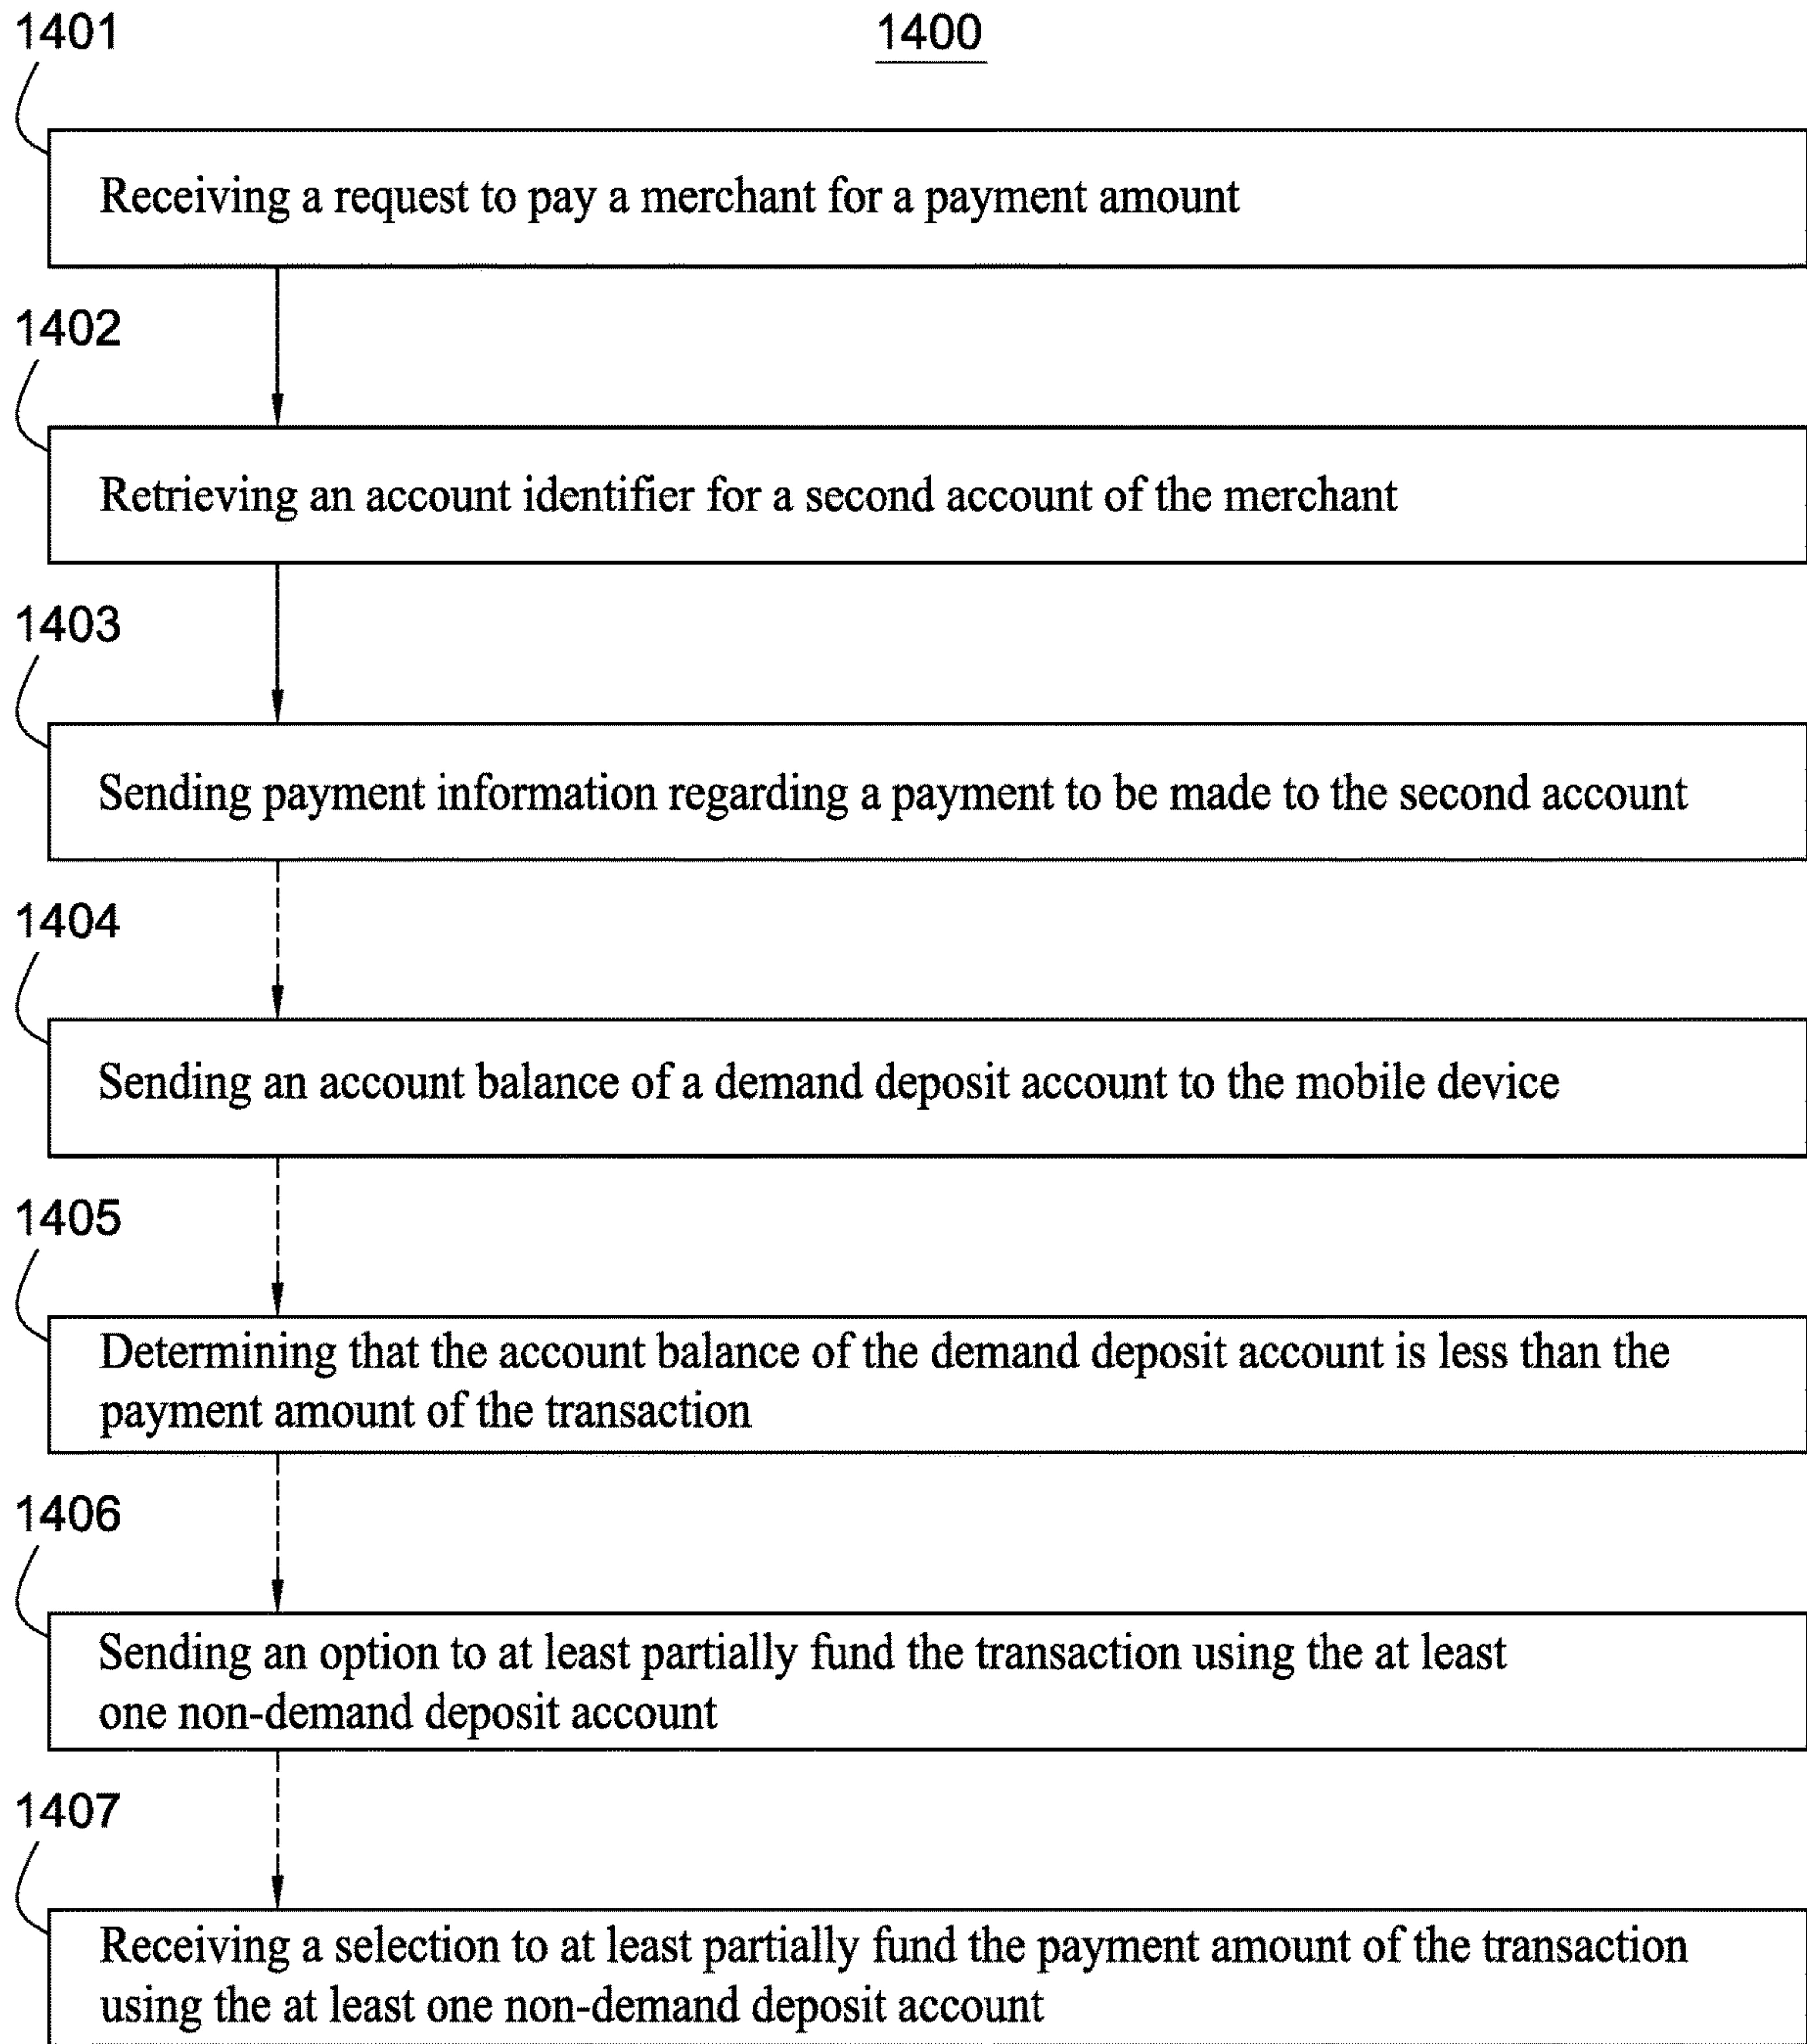 1401
1400
Receiving a request to pay a merchant for a payment amount
1402
Retrieving an account identifier for a second account of the merchant
1403
Sending payment information regarding a payment to be made to the second account
1404
Sending an account balance of a demand deposit account to the mobile device
1405
Determining that the account balance of the demand deposit account is less than the
payment amount of the transaction
1406
Sending an option to at least partially fund the transaction using the at least
one non-demand deposit account
1407
Receiving a selection to at least partially fund the payment amount of the transaction
using the at least one non-demand deposit account